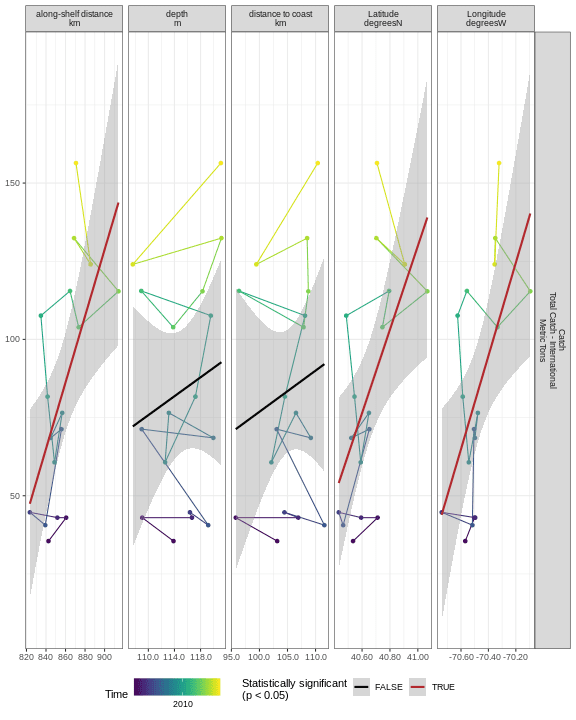 along-shelf distance
km
depth
m
distance to coast
km
Latitude
degreesN
Longitude
degreesW
150
100
50
Catch
Total Catch - International
Metric Tons
820 840 860 880 900
110.0 114.0 118.0
95.0 100.0 105.0 110.0
40.60 40.80 41.00
-70.60 -70.40 -70.20
Time
2010
Statistically significant
(p < 0.05)
FALSE
TRUE